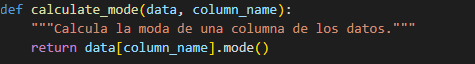 def calculate_mode(data, column_name):
    """Calcula la moda de una columna de los datos."""
    return data[column_name].mode()